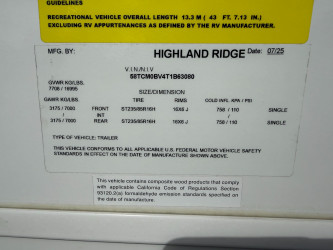 GUIDELINES
RECREATIONAL VEHICLE OVERALL LENGTH 13.3 M ( 43 FT. 7.13 IN.)
EXCLUDING RV APPURTENANCES AS DEFINED BY THE RV MANUFACTURER.
MFG. BY: HIGHLAND RIDGE Date: 07/25
V.I.N./N.I.V
58TCM0BV4T1B63080
GVWR KG/LBS.
7708 / 16995
SIZE/DIMENSION
GAWR KG/LBS. TIRE RIMS COLD INFL. KPA / PSI
3175 / 7000 FRONT ST235/85R16H 16X6 J 758 / 110 SINGLE
INT
3175 / 7000 REAR ST235/85R16H 16X6 J 758 / 110 SINGLE
TYPE OF VEHICLE: TRAILER
THIS VEHICLE CONFORMS TO ALL APPLICABLE U.S. FEDERAL MOTOR VEHICLE SAFETY
STANDARDS IN EFFECT ON THE DATE OF MANUFACTURE SHOWN ABOVE.
This vehicle contains composite wood products that comply
with applicable California Code of Regulations Section
93120.2(a) formaldehyde emission standards specified on
the date of manufacture.